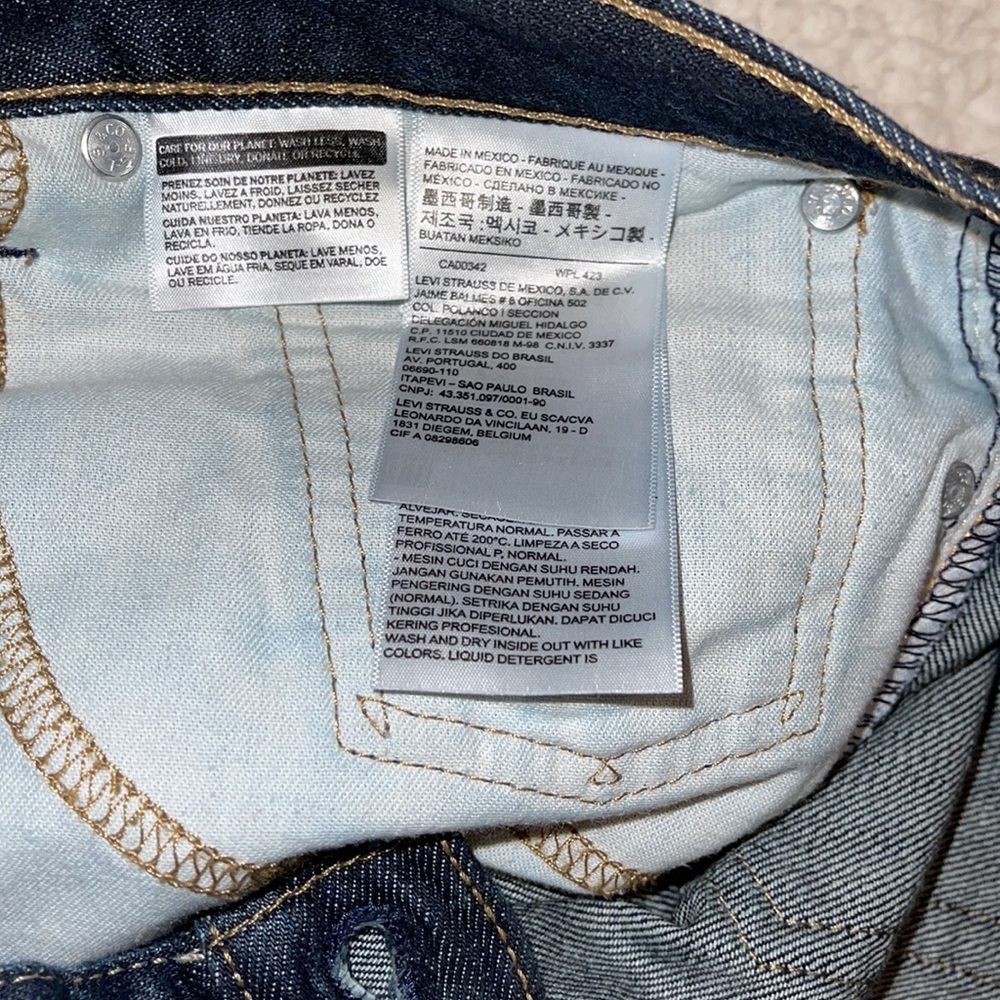 CARE FOR OUR PLANET: WASH LESS, WASH
COLD, LINE DRY, DONATE OR RECYCLE.
PRENEZ SOIN DE NOTRE PLANETE: LAVEZ
MOINS, LAVEZ A FROID, LAISSEZ SECHER
NATURELLEMENT, DONNEZ OU RECYCLEZ
CUIDA NUESTRO PLANETA: LAVA MENOS,
LAVA EN FRIO, TIENDE LA ROPA, DONA O
RECICLA.
CUIDE DO NOSSO PLANETA: LAVE MENOS,
LAVE EM ÁGUA FRIA, SEQUE EM VARAL, DOE
OU RECICLE.
MADE IN MEXICO - FABRIQUE AU MEXIQUE -
FABRICADO EN MEXICO - FABRICADO NO
MÉXICO - СДЕЛАНО В МЕКСИКЕ -
墨西哥制造 - 墨西哥製 -
제조국 :멕시코 - メキシコ製 -
BUATAN MEKSIKO
CA00342 WPL 423
LEVI STRAUSS DE MEXICO, S.A. DE C.V.
JAIME BALMES # 8 OFICINA 502
COL. POLANCO I SECCION
DELEGACIÓN MIGUEL HIDALGO
C.P. 11510 CIUDAD DE MEXICO
R.F.C. LSM 660818 M-98 C.N.I.V. 3337
LEVI STRAUSS DO BRASIL
AV. PORTUGAL, 400
06690-110
ITAPEVI – SAO PAULO BRASIL
CNPJ: 43.351.097/0001-90
LEVI STRAUSS & CO. EU SCA/CVA
LEONARDO DA VINCILAAN, 19 - D
1831 DIEGEM, BELGIUM
CIF A 08298606
ALVEJAR.
TEMPERATURA NORMAL. PASSAR A
FERRO ATÉ 200°C. LIMPEZA A SECO
PROFISSIONAL P, NORMAL.
- MESIN CUCI DENGAN SUHU RENDAH.
JANGAN GUNAKAN PEMUTIH. MESIN
PENGERING DENGAN SUHU SEDANG
(NORMAL). SETRIKA DENGAN SUHU
TINGGI JIKA DIPERLUKAN. DAPAT DICUCI
KERING PROFESIONAL.
WASH AND DRY INSIDE OUT WITH LIKE
COLORS. LIQUID DETERGENT IS